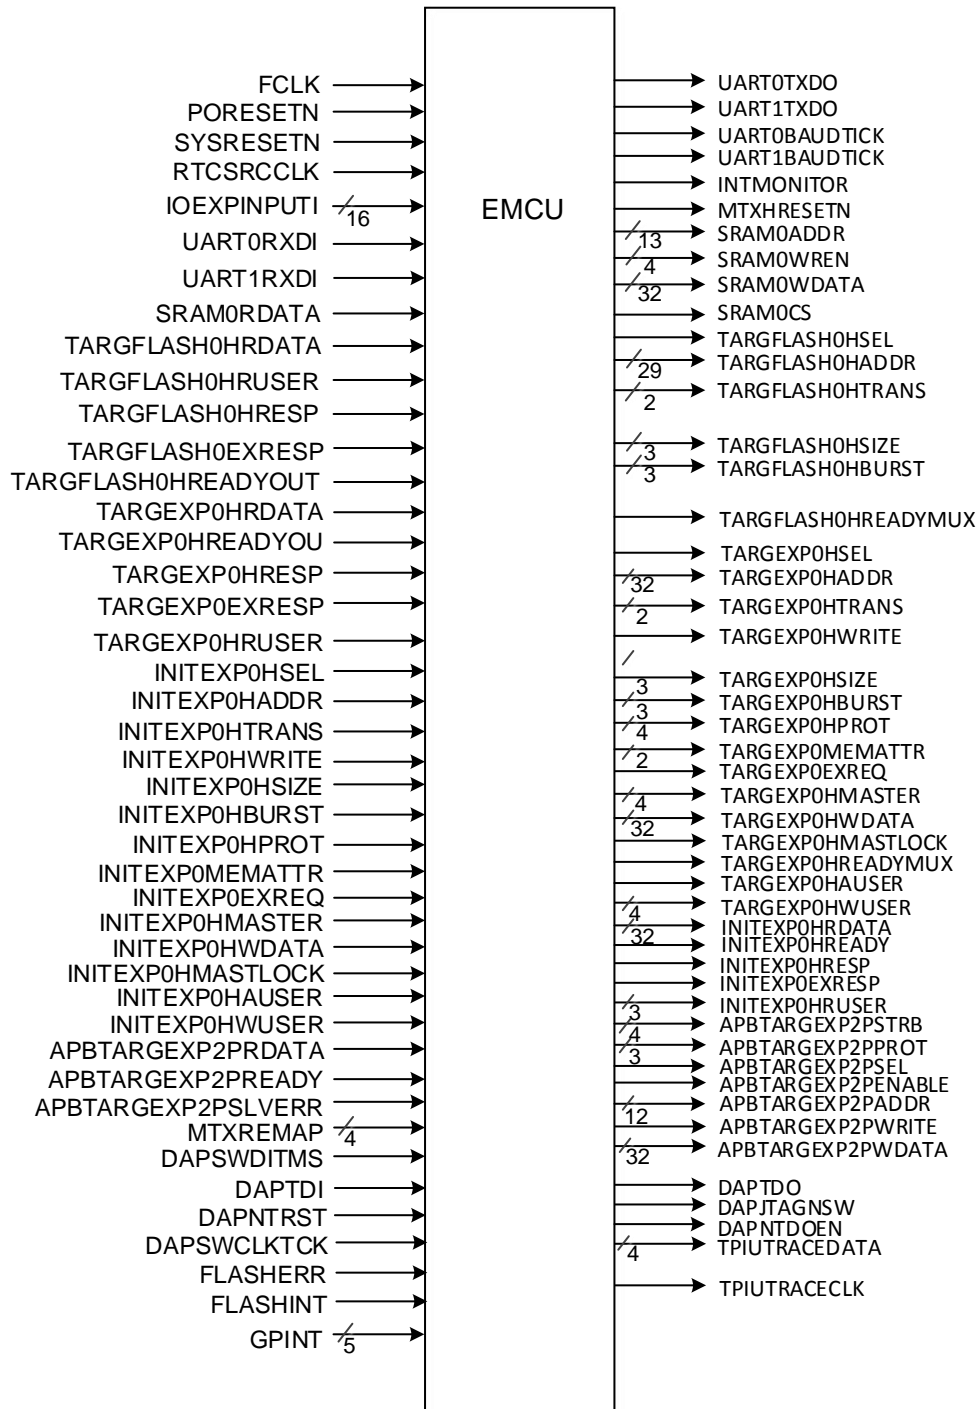 FCLK
PORESETN
SYSRESETN
RTCSRCCLK
IOEXPINPUTI
16
UART0RXDI
UART1RXDI
SRAM0RDATA
TARGFLASH0HRDATA
TARGFLASH0HRUSER
TARGFLASH0HRESP
TARGFLASH0EXRESP
TARGFLASH0HREADYOUT
TARGEXP0HRDATA
TARGEXP0HREADYOU
TARGEXP0HRESP
TARGEXP0EXRESP
TARGEXP0HRUSER
INITEXP0HSEL
INITEXP0HADDR
INITEXP0HTRANS
INITEXP0HWRITE
INITEXP0HSIZE
INITEXP0HBURST
INITEXP0HPROT
INITEXP0MEMATTR
INITEXP0EXREQ
INITEXP0HMASTER
INITEXP0HWDATA
INITEXP0HMASTLOCK
INITEXP0HAUSER
INITEXP0HWUSER
APBTARGEXP2PRDATA
APBTARGEXP2PREADY
APBTARGEXP2PSLVERR
MTXREMAP
4
DAPSWDITMS
DAPTDI
DAPNTRST
DAPSWCLKTCK
FLASHERR
FLASHINT
GPINT
5
EMCU
UART0TXDO
UART1TXDO
UART0BAUDTICK
UART1BAUDTICK
INTMONITOR
MTXHRESETN
13 SRAM0ADDR
4 SRAM0WREN
32 SRAM0WDATA
SRAM0CS
TARGFLASH0HSEL
29 TARGFLASH0HADDR
2 TARGFLASH0HTRANS
3 TARGFLASH0HSIZE
3 TARGFLASH0HBURST
TARGFLASH0HREADYMUX
TARGEXP0HSEL
32 TARGEXP0HADDR
2 TARGEXP0HTRANS
TARGEXP0HWRITE
3 TARGEXP0HSIZE
3 TARGEXP0HBURST
4 TARGEXP0HPROT
2 TARGEXP0MEMATTR
TARGEXP0EXREQ
4 TARGEXP0HMASTER
32 TARGEXP0HWDATA
TARGEXP0HMASTLOCK
TARGEXP0HREADYMUX
TARGEXP0HAUSER
4 TARGEXP0HWUSER
32 INITEXP0HRDATA
INITEXP0HREADY
INITEXP0HRESP
INITEXP0EXRESP
3 INITEXP0HRUSER
4 APBTARGEXP2PSTRB
3 APBTARGEXP2PPROT
APBTARGEXP2PSEL
APBTARGEXP2PENABLE
12 APBTARGEXP2PADDR
APBTARGEXP2PWRITE
32 APBTARGEXP2PWDATA
DAPTDO
DAPJTAGNSW
DAPNTDOEN
4 TPIUTRACEDATA
TPIUTRACECLK